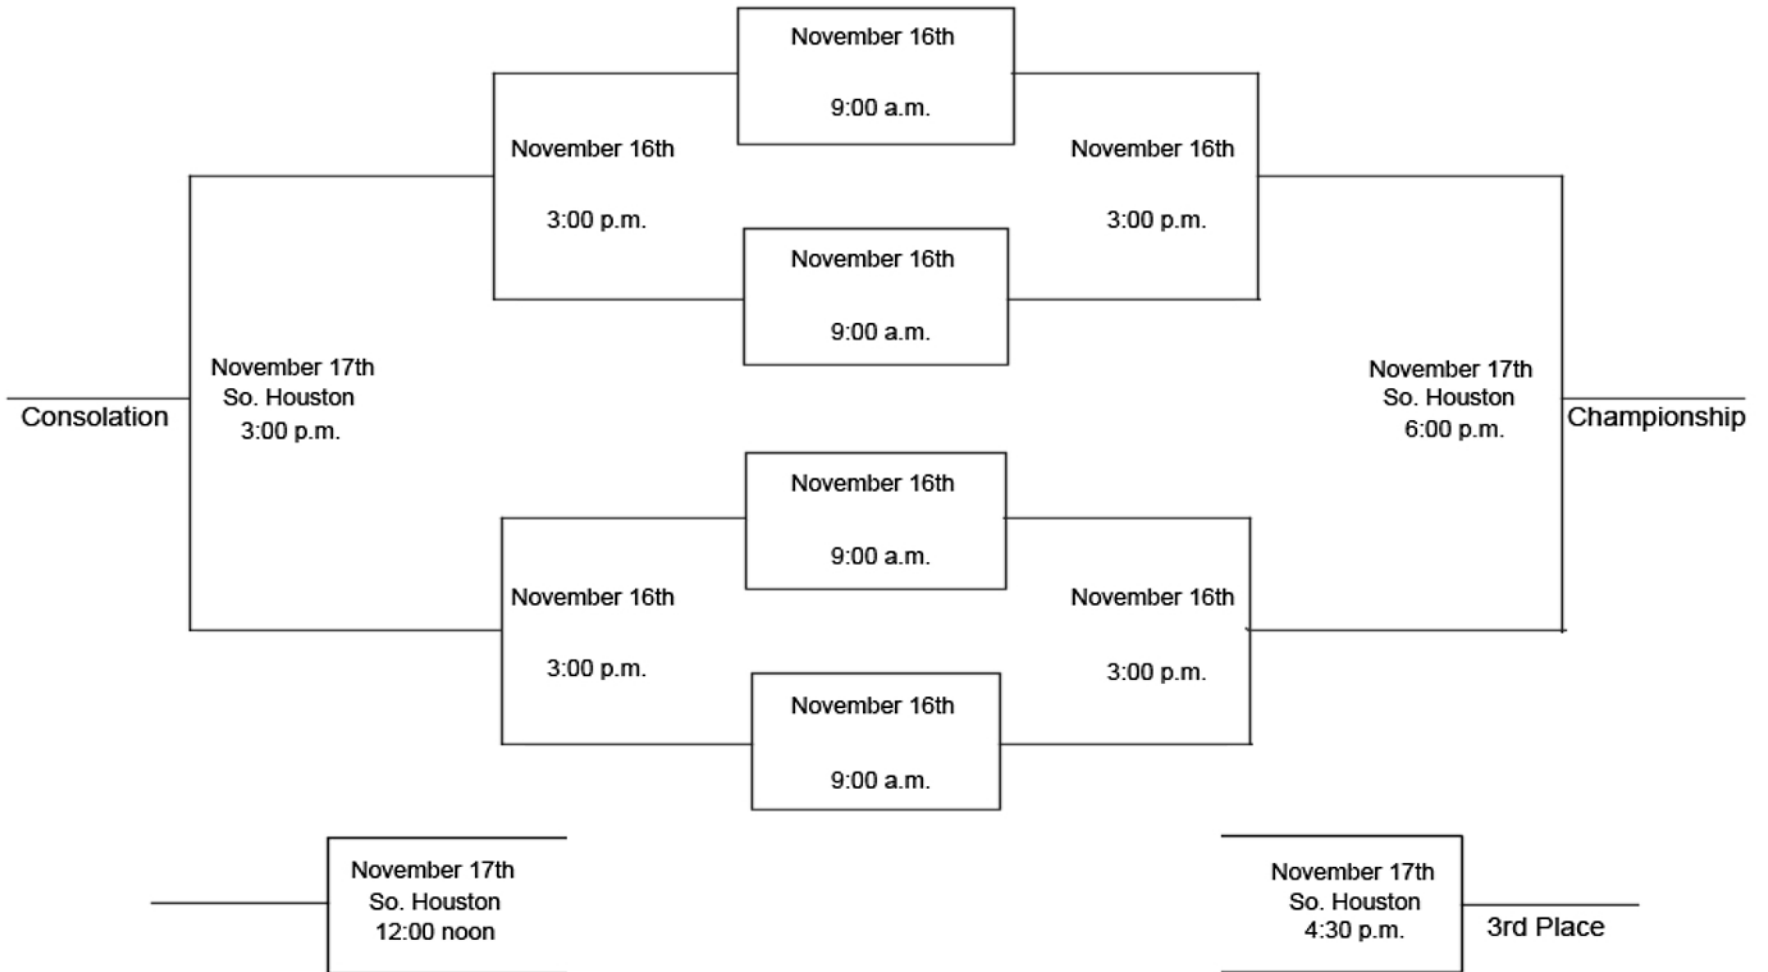 November 16th
9:00 a.m.
November 16th
November 16th
3:00 p.m.
3:00 p.m.
November 16th
9:00 a.m.
November 17th
So. Houston
3:00 p.m.
Consolation
November 17th
So. Houston
6:00 p.m.
Championship
November 16th
9:00 a.m.
November 16th
November 16th
3:00 p.m.
3:00 p.m.
November 16th
9:00 a.m.
November 17th
So. Houston
12:00 noon
November 17th
So. Houston
4:30 p.m.
3rd Place